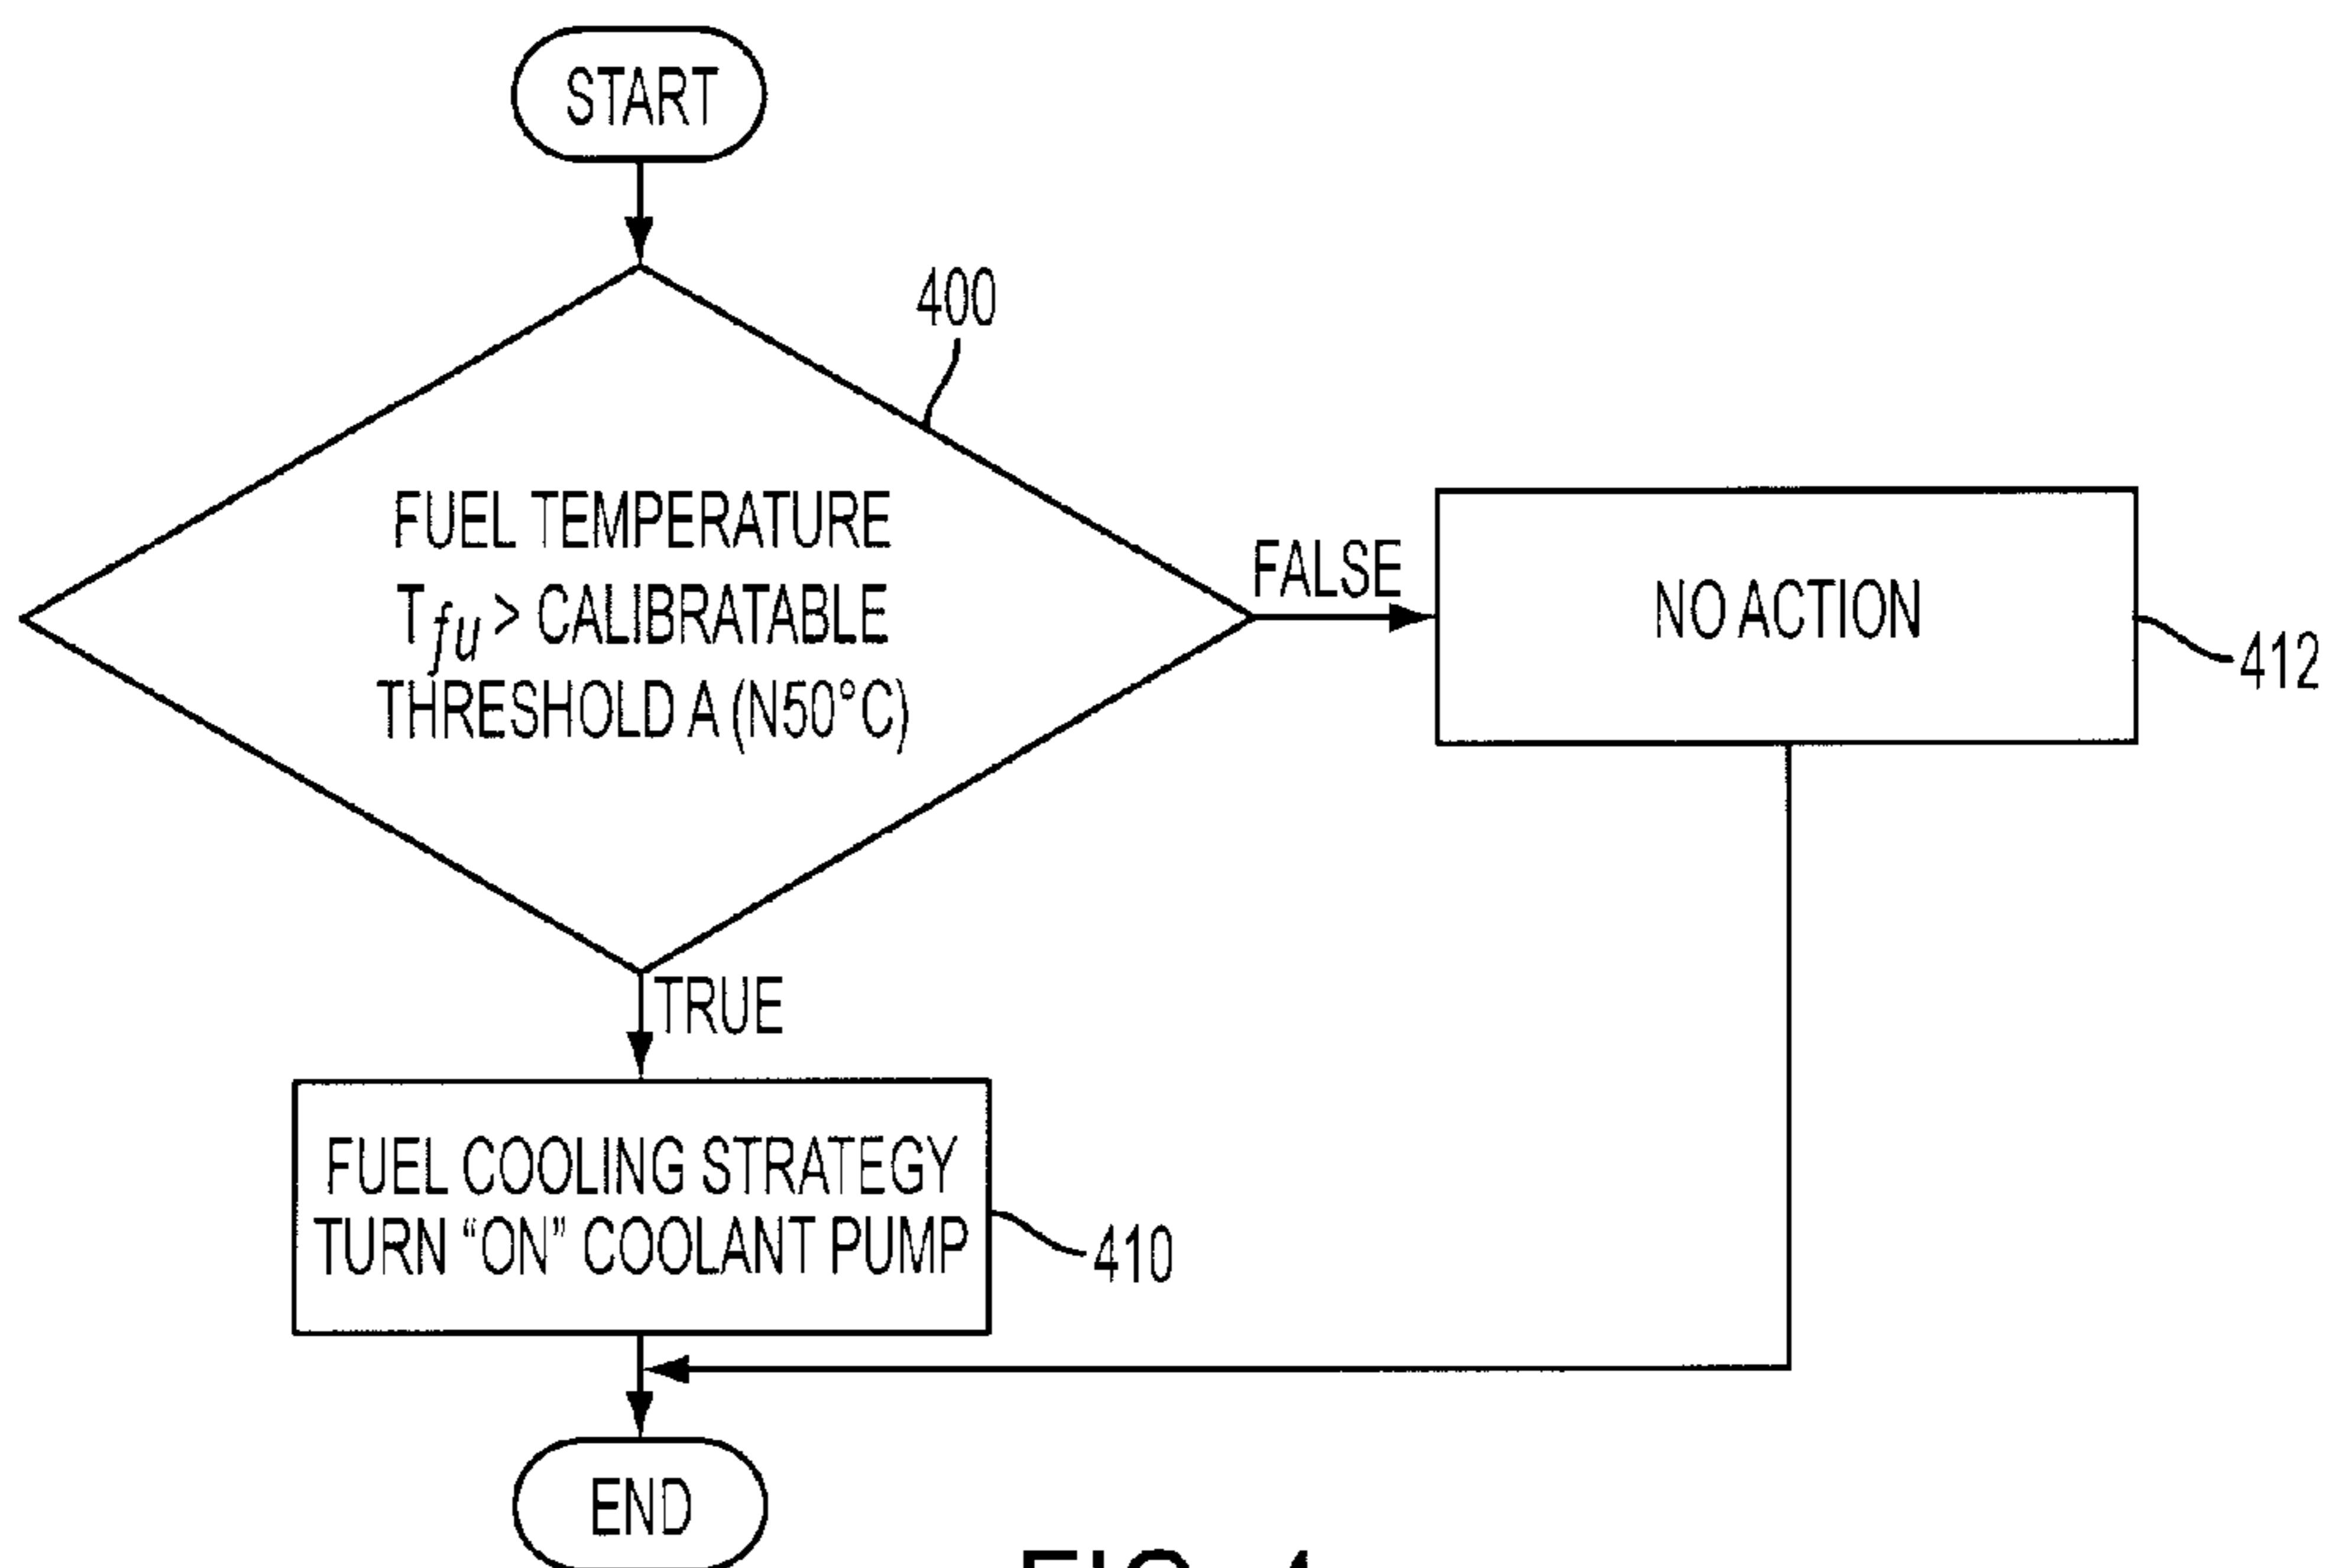 START
400
FUEL TEMPERATURE
Tfu > CALIBRATABLE
THRESHOLD A (N50°C)
FALSE
NO ACTION
412
TRUE
FUEL COOLING STRATEGY
TURN “ON” COOLANT PUMP
410
END